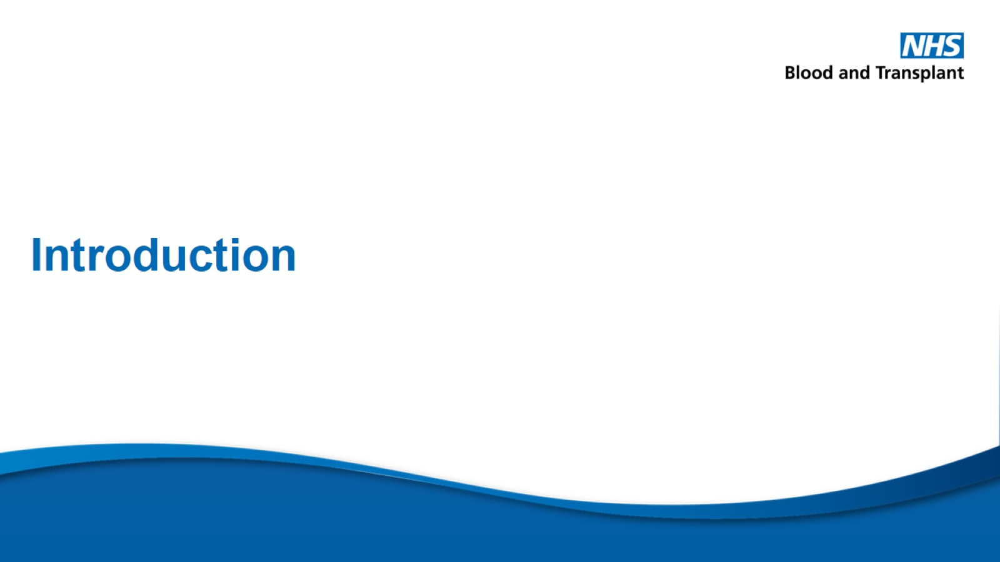 NHS
Blood and Transplant
Introduction